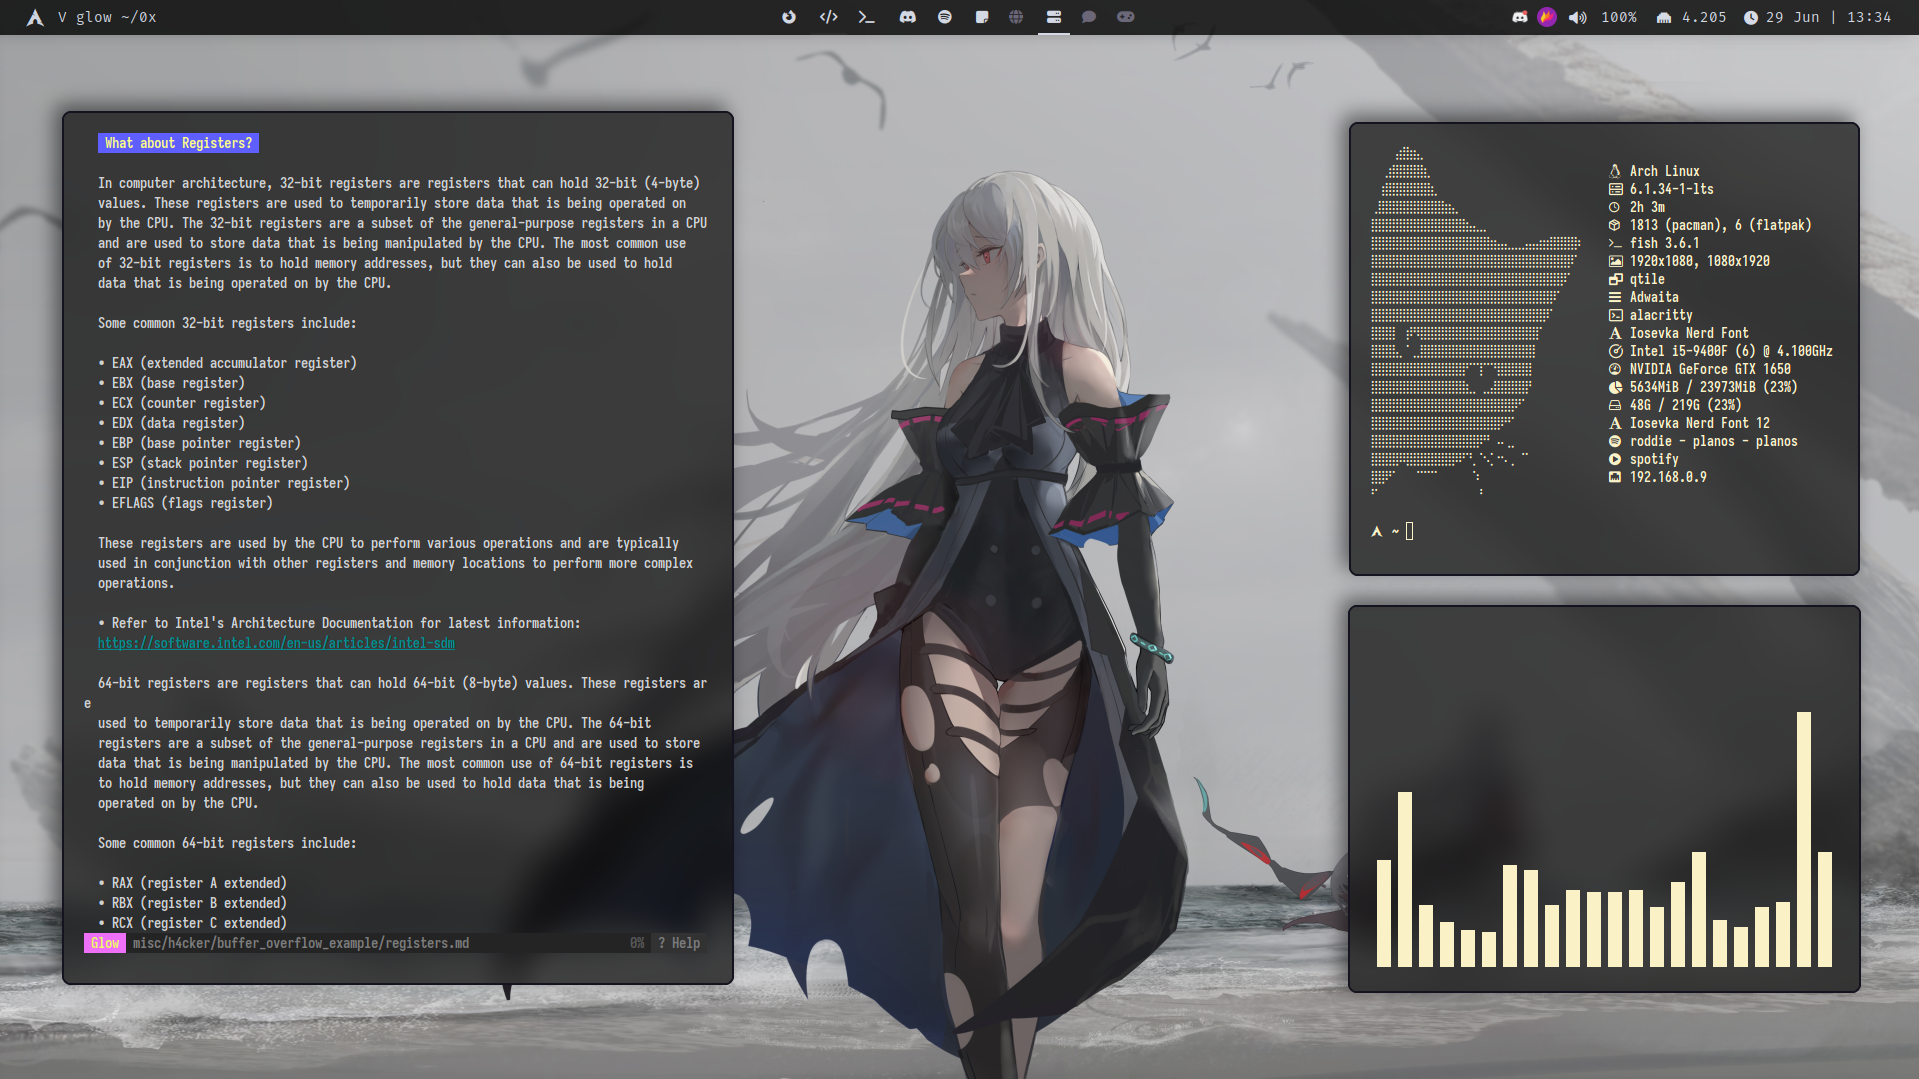 V glow ~/0x
100%
4.205
29 Jun | 13:34
What about Registers?
In computer architecture, 32-bit registers are registers that can hold 32-bit (4-byte)
values. These registers are used to temporarily store data that is being operated on
by the CPU. The 32-bit registers are a subset of the general-purpose registers in a CPU
and are used to store data that is being manipulated by the CPU. The most common use
of 32-bit registers is to hold memory addresses, but they can also be used to hold
data that is being operated on by the CPU.
Some common 32-bit registers include:
• EAX (extended accumulator register)
• EBX (base register)
• ECX (counter register)
• EDX (data register)
• EBP (base pointer register)
• ESP (stack pointer register)
• EIP (instruction pointer register)
• EFLAGS (flags register)
These registers are used by the CPU to perform various operations and are typically
used in conjunction with other registers and memory locations to perform more complex
operations.
• Refer to Intel's Architecture Documentation for latest information:
https://software.intel.com/en-us/articles/intel-sdm
64-bit registers are registers that can hold 64-bit (8-byte) values. These registers ar
e
used to temporarily store data that is being operated on by the CPU. The 64-bit
registers are a subset of the general-purpose registers in a CPU and are used to store
data that is being manipulated by the CPU. The most common use of 64-bit registers is
to hold memory addresses, but they can also be used to hold data that is being
operated on by the CPU.
Some common 64-bit registers include:
• RAX (register A extended)
• RBX (register B extended)
• RCX (register C extended)
Glow misc/h4cker/buffer_overflow_example/registers.md 0% ? Help
Arch Linux
6.1.34-1-lts
2h 3m
1813 (pacman), 6 (flatpak)
fish 3.6.1
1920x1080, 1080x1920
qtile
Adwaita
alacritty
Iosevka Nerd Font
Intel i5-9400F (6) @ 4.100GHz
NVIDIA GeForce GTX 1650
5634MiB / 23973MiB (23%)
48G / 219G (23%)
Iosevka Nerd Font 12
roddie - planos - planos
spotify
192.168.0.9
~